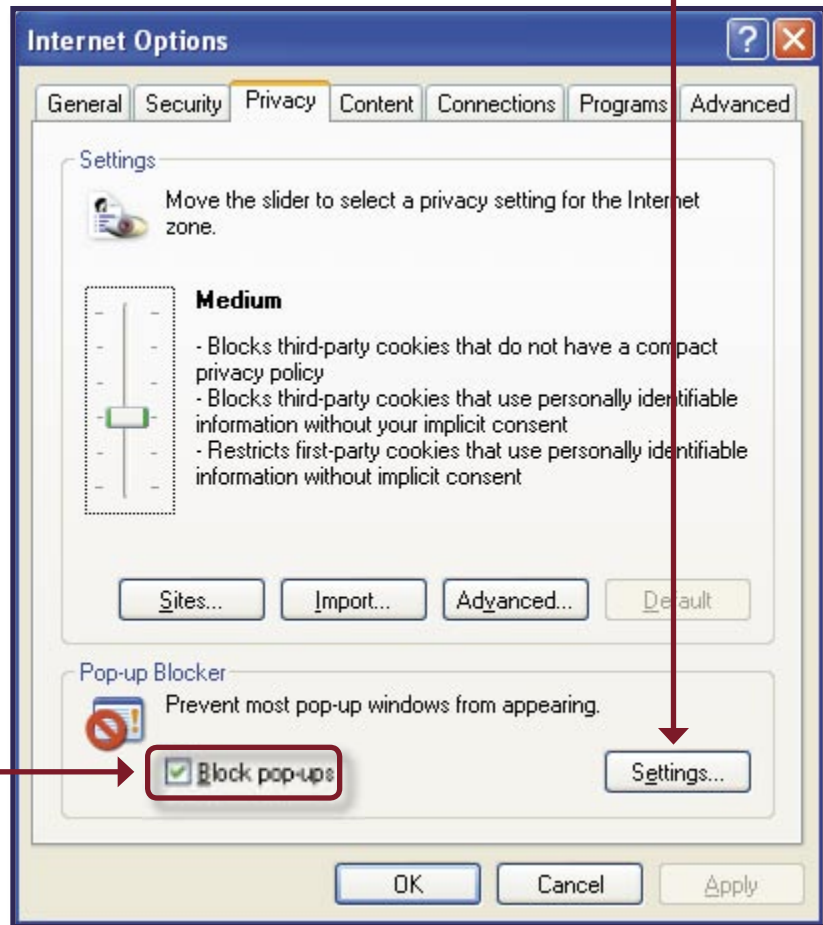 Internet Options
General Security Privacy Content Connections Programs Advanced
Settings
Move the slider to select a privacy setting for the Internet
zone.
Medium
- Blocks third-party cookies that do not have a compact
privacy policy
- Blocks third-party cookies that use personally identifiable
information without your implicit consent
- Restricts first-party cookies that use personally identifiable
information without implicit consent
Sites... Import... Advanced... Default
Pop-up Blocker
Prevent most pop-up windows from appearing.
Block pop-ups
Settings...
OK Cancel Apply